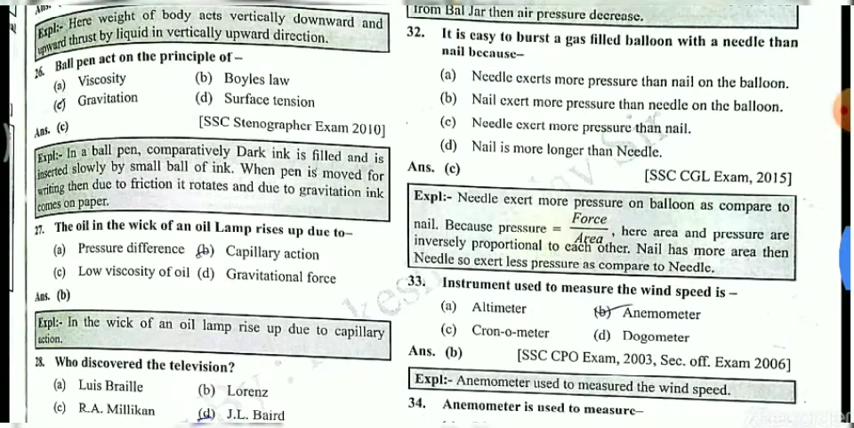 Ans.
Expl:- Here weight of body acts vertically downward and
upward thrust by liquid in vertically upward direction.
26. Ball pen act on the principle of –
(a) Viscosity (b) Boyles law
(c) Gravitation (d) Surface tension
Ans. (c) [SSC Stenographer Exam 2010]
Expl:- In a ball pen, comparatively Dark ink is filled and is
inserted slowly by small ball of ink. When pen is moved for
writing then due to friction it rotates and due to gravitation ink
comes on paper.
27. The oil in the wick of an oil Lamp rises up due to–
(a) Pressure difference (b) Capillary action
(c) Low viscosity of oil (d) Gravitational force
Ans. (b)
Expl:- In the wick of an oil lamp rise up due to capillary
action.
28. Who discovered the television?
(a) Luis Braille (b) Lorenz
(c) R.A. Millikan (d) J.L. Baird
from Bal Jar then air pressure decrease.
32. It is easy to burst a gas filled balloon with a needle than
nail because–
(a) Needle exerts more pressure than nail on the balloon.
(b) Nail exert more pressure than needle on the balloon.
(c) Needle exert more pressure than nail.
(d) Nail is more longer than Needle.
Ans. (c) [SSC CGL Exam, 2015]
Expl:- Needle exert more pressure on balloon as compare to
nail. Because pressure = Force / Area , here area and pressure are
inversely proportional to each other. Nail has more area then
Needle so exert less pressure as compare to Needle.
33. Instrument used to measure the wind speed is –
(a) Altimeter (b) Anemometer
(c) Cron-o-meter (d) Dogometer
Ans. (b) [SSC CPO Exam, 2003, Sec. off. Exam 2006]
Expl:- Anemometer used to measured the wind speed.
34. Anemometer is used to measure–